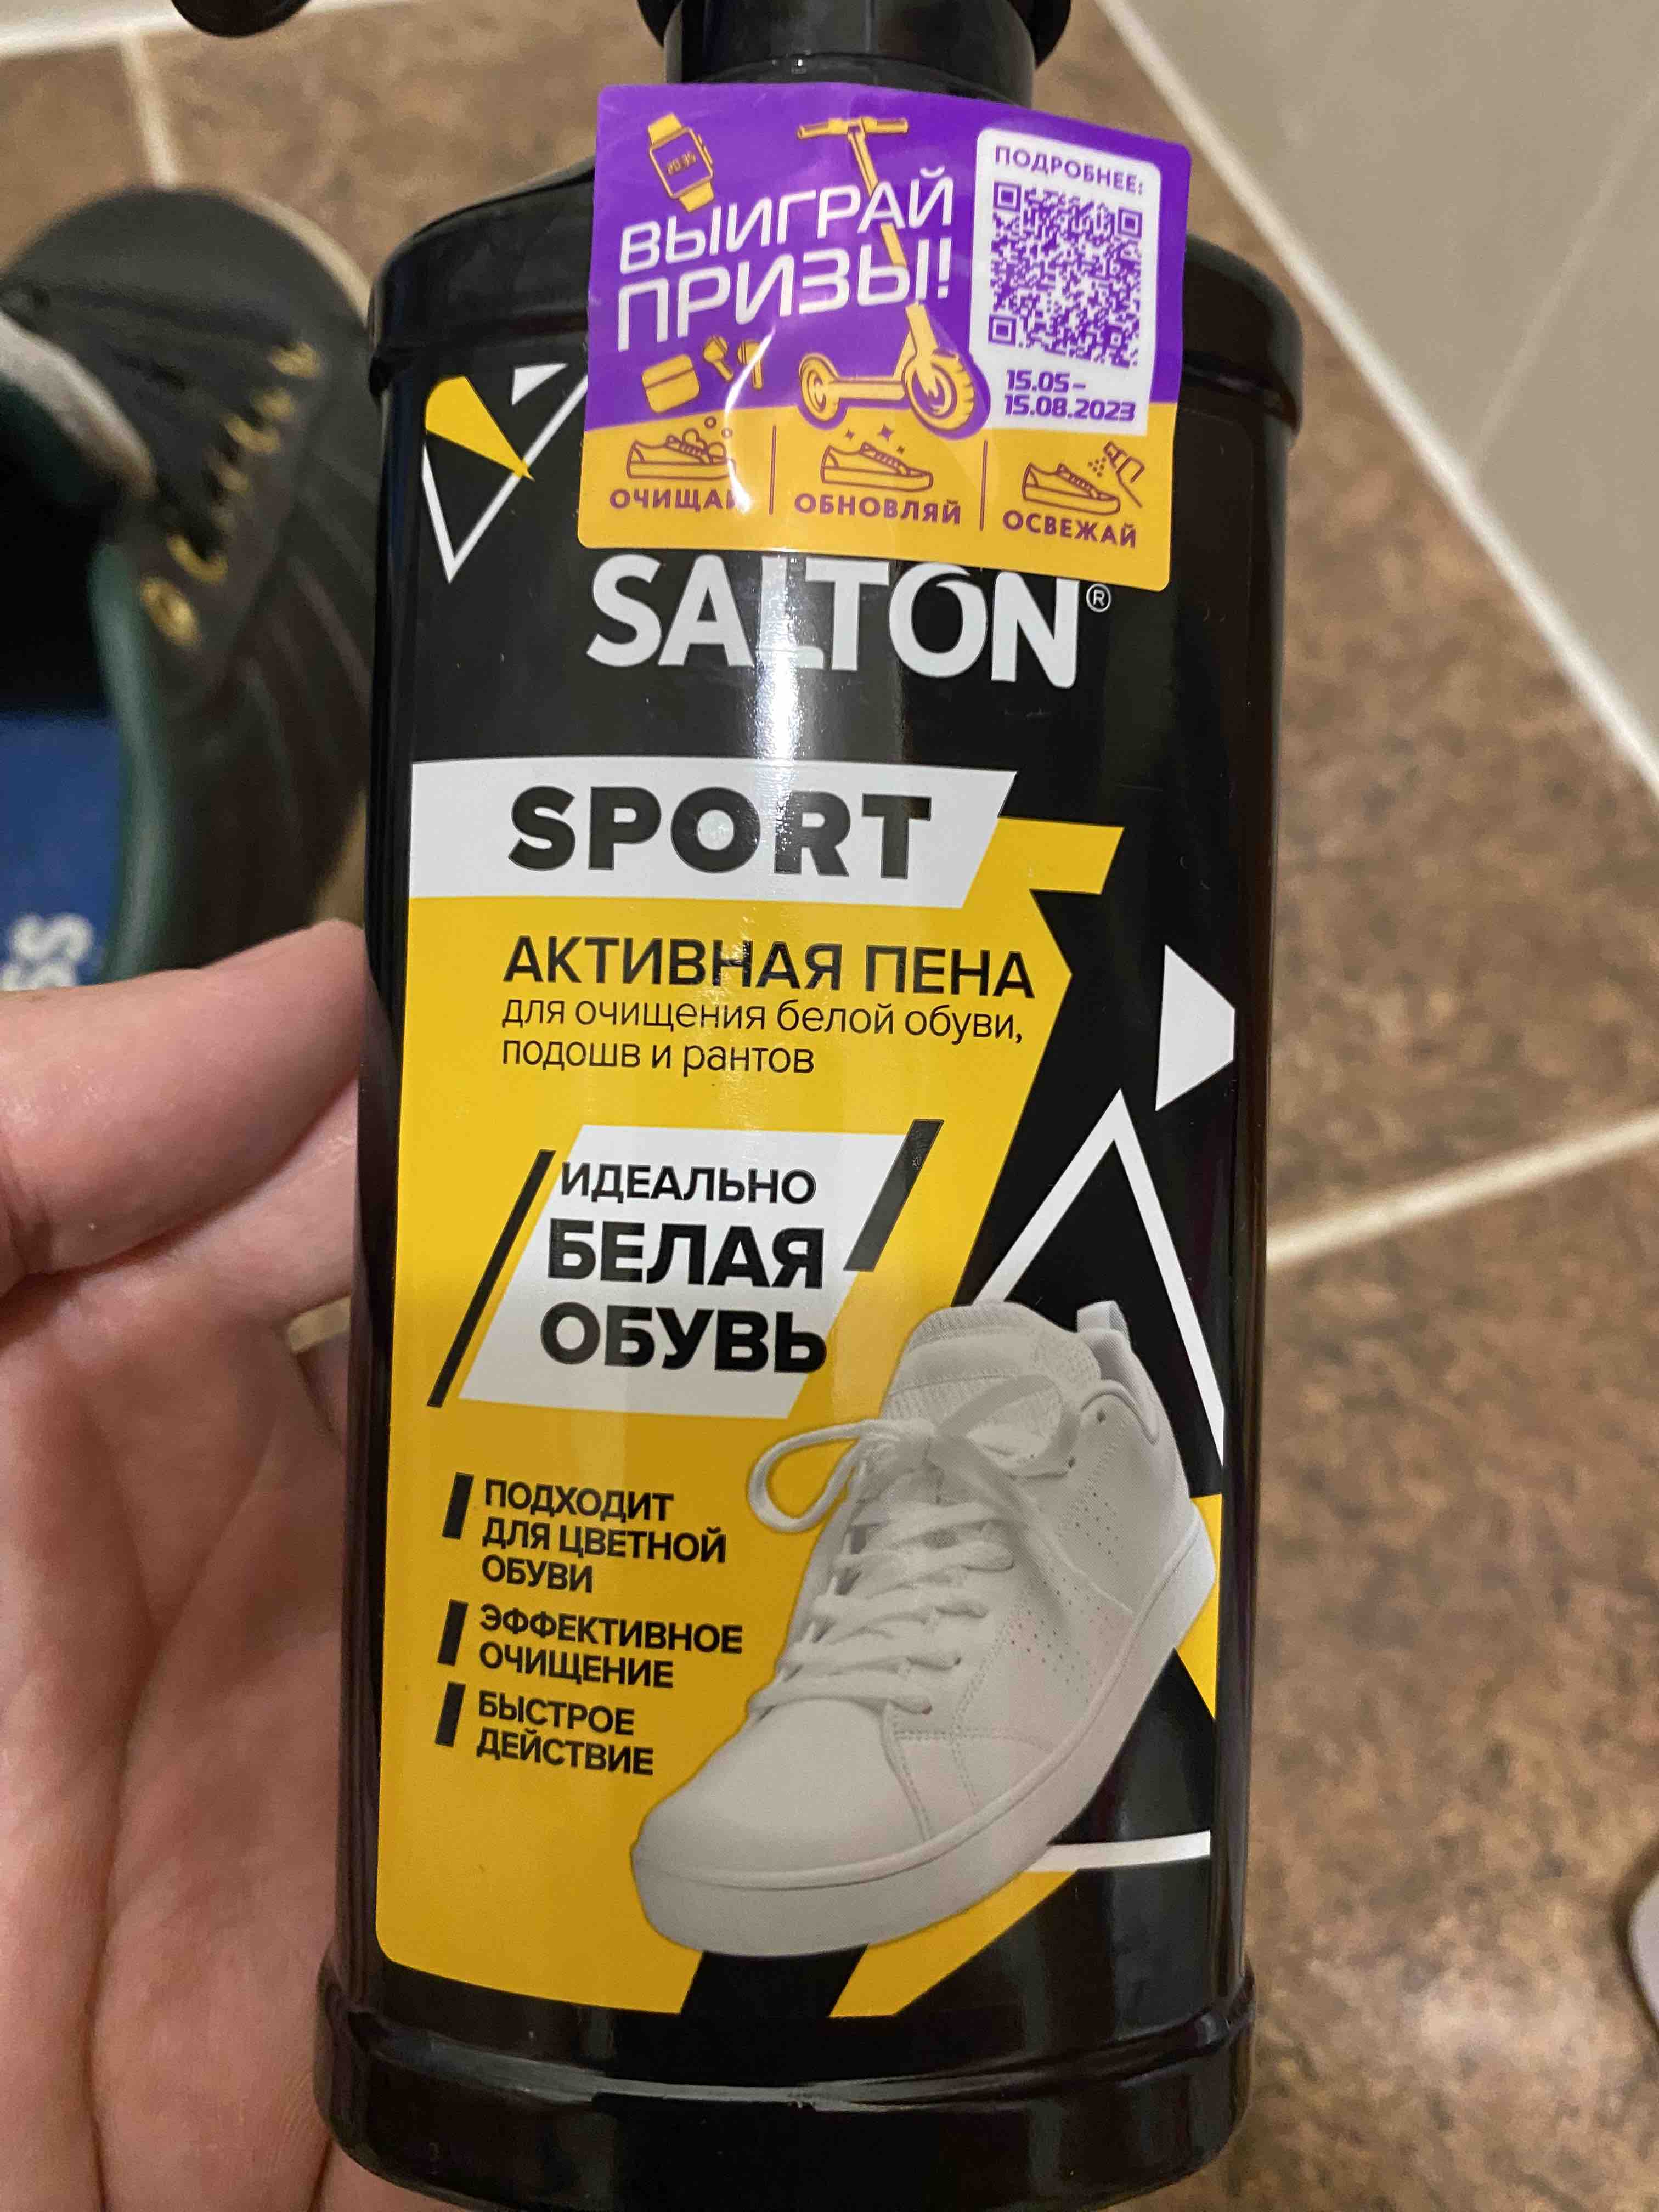 ВЫИГРАЙ
ПРИЗЫ!
ПОДРОБНЕЕ:
15.05-
15.08.2023
ОЧИЩАЙ
ОБНОВЛЯЙ
ОСВЕЖАЙ
SALTON®
SPORT
АКТИВНАЯ ПЕНА
для очищения белой обуви,
подошв и рантов
ИДЕАЛЬНО
БЕЛАЯ
ОБУВЬ
ПОДХОДИТ
ДЛЯ ЦВЕТНОЙ
ОБУВИ
ЭФФЕКТИВНОЕ
ОЧИЩЕНИЕ
БЫСТРОЕ
ДЕЙСТВИЕ